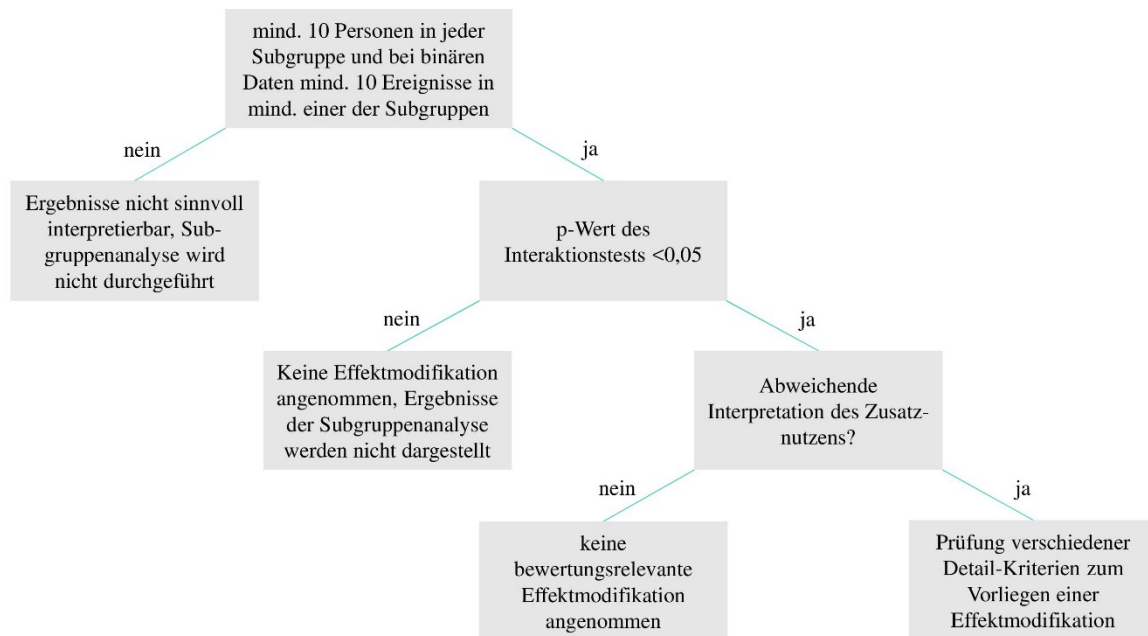 mind. 10 Personen in jeder
Subgruppe und bei binären
Daten mind. 10 Ereignisse in
mind. einer der Subgruppen
nein
ja
Ergebnisse nicht sinnvoll
interpretierbar, Sub-
gruppenanalyse wird
nicht durchgeführt
p-Wert des
Interaktionstests <0,05
nein
ja
Keine Effektmodifikation
angenommen, Ergebnisse
der Subgruppenanalyse
werden nicht dargestellt
Abweichende
Interpretation des Zusatz-
nutzens?
nein
ja
keine
bewertungsrelevante
Effektmodifikation
angenommen
Prüfung verschiedener
Detail-Kriterien zum
Vorliegen einer
Effektmodifikation